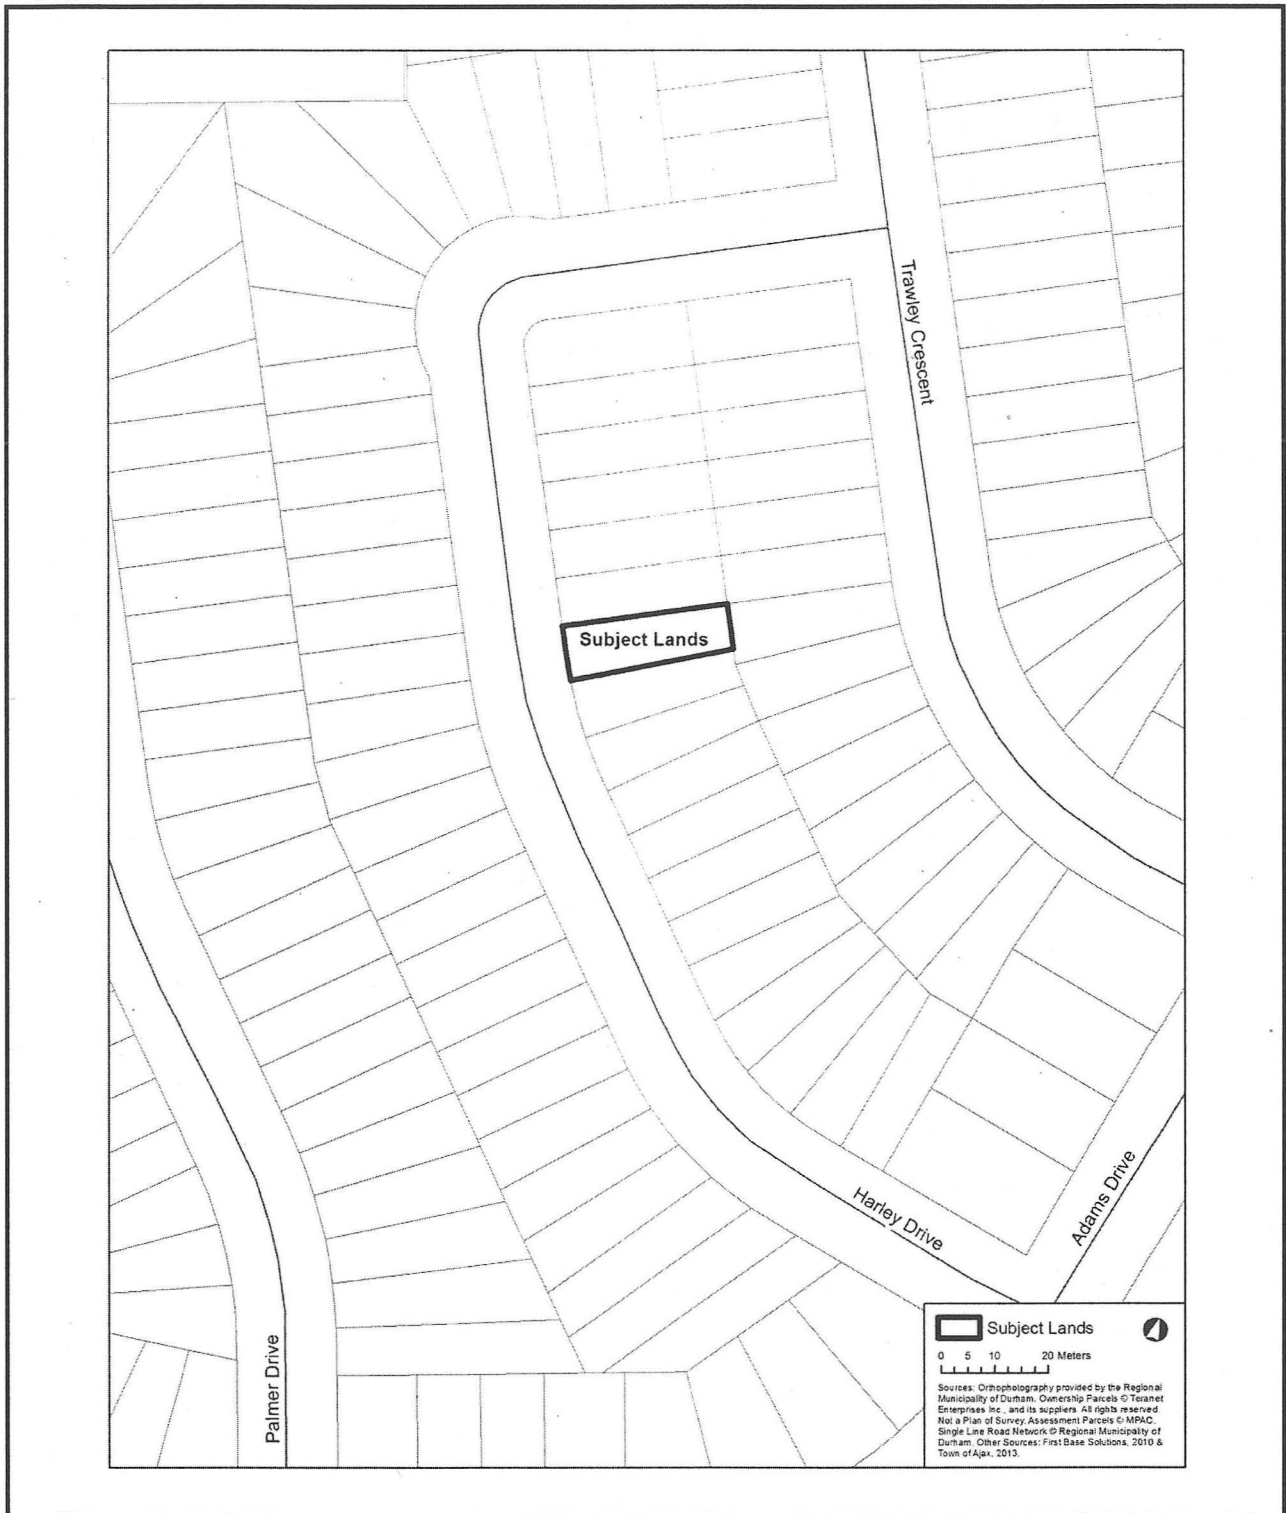 Trawley Crescent
Subject Lands
Harley Drive
Adams Drive
Palmer Drive
Subject Lands
0 5 10 20 Meters
Sources: Orthophotography provided by the Regional
Municipality of Durham. Ownership Parcels © Teranet
Enterprises Inc., and its suppliers. All rights reserved.
Not a Plan of Survey. Assessment Parcels © MPAC.
Single Line Road Network © Regional Municipality of
Durham. Other Sources: First Base Solutions, 2010 &
Town of Ajax, 2013.